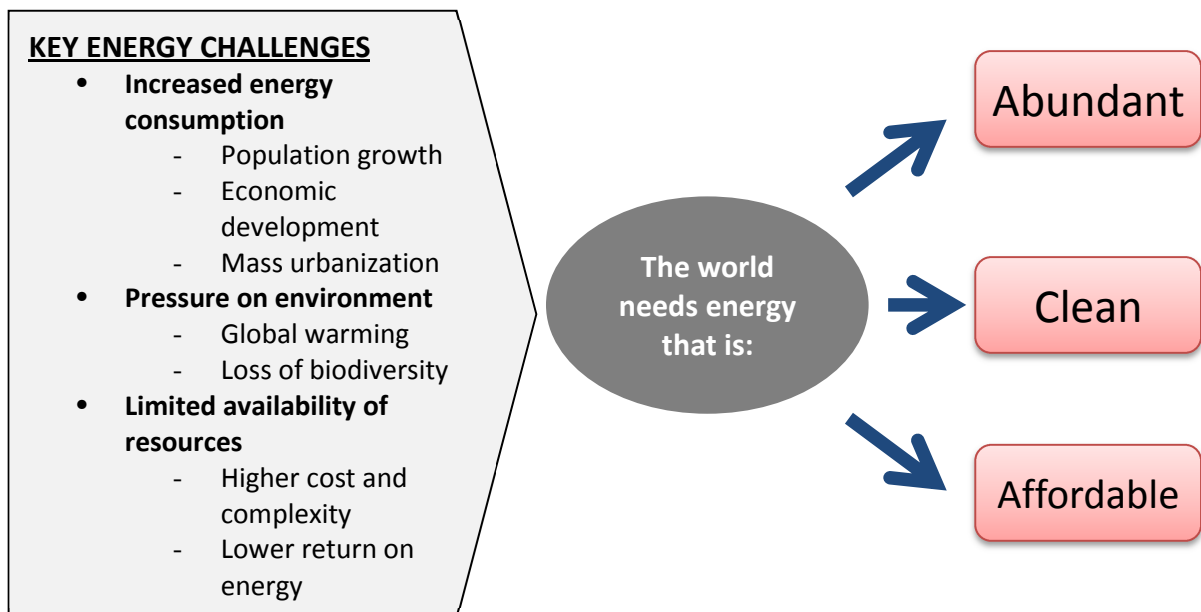 KEY ENERGY CHALLENGES
• Increased energy
consumption
- Population growth
- Economic
development
- Mass urbanization
• Pressure on environment
- Global warming
- Loss of biodiversity
• Limited availability of
resources
- Higher cost and
complexity
- Lower return on
energy
The world
needs energy
that is:
Abundant
Clean
Affordable